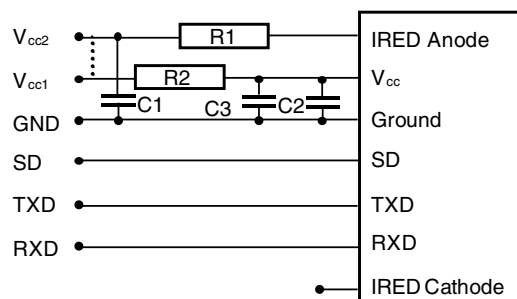 Vcc2 R1 IRED Anode
Vcc1 R2 Vcc
C1 C3 C2
GND Ground
SD SD
TXD TXD
RXD RXD
IRED Cathode